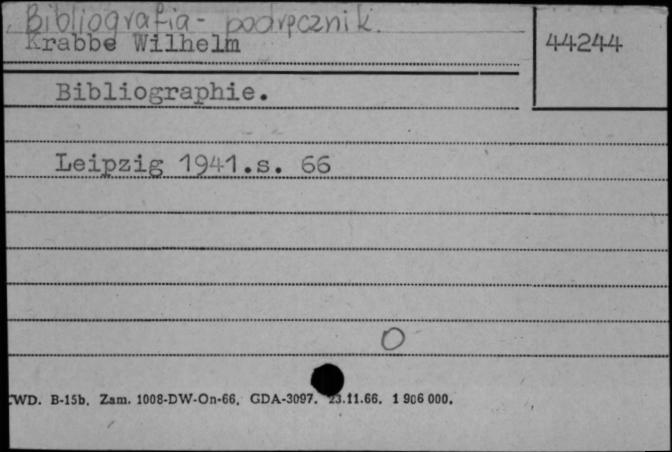 Bibliografia - podręcznik.
Krabbe Wilhelm
44244
Bibliographie.
Leipzig 1941.s. 66
O
WD. B-15b. Zam. 1008-DW-On-66. GDA-3097. 23.11.66. 1 906 000.